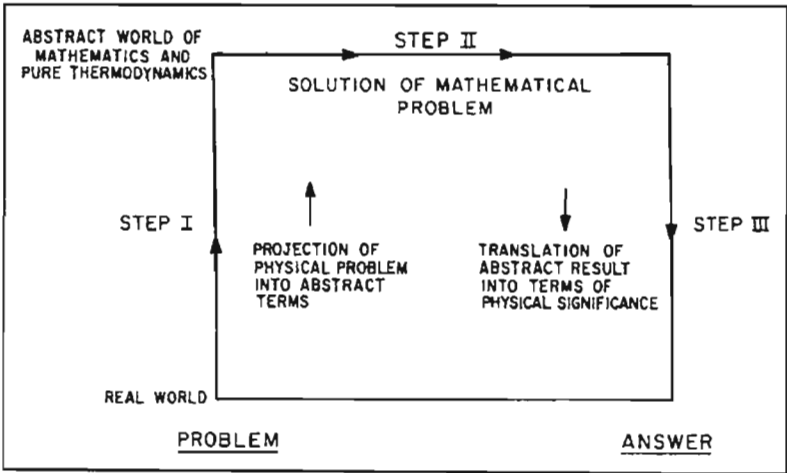 ABSTRACT WORLD OF
MATHEMATICS AND
PURE THERMODYNAMICS
STEP II
SOLUTION OF MATHEMATICAL
PROBLEM
STEP I
PROJECTION OF
PHYSICAL PROBLEM
INTO ABSTRACT
TERMS
TRANSLATION OF
ABSTRACT RESULT
INTO TERMS OF
PHYSICAL SIGNIFICANCE
STEP III
REAL WORLD
PROBLEM
ANSWER